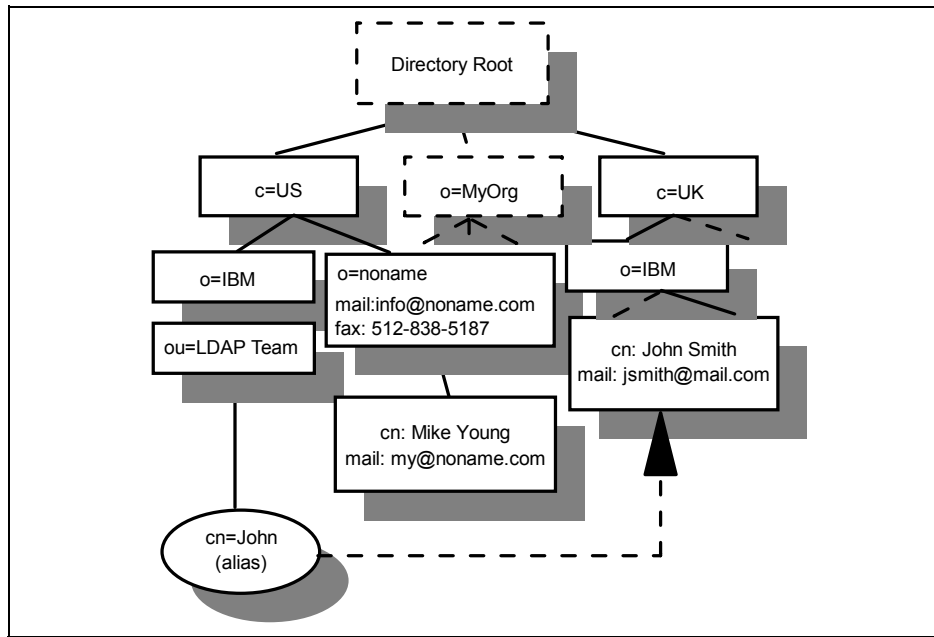 Directory Root
c=US
o=MyOrg
c=UK
o=IBM
o=noname
mail:info@noname.com
fax: 512-838-5187
o=IBM
ou=LDAP Team
cn: John Smith
mail: jsmith@mail.com
cn: Mike Young
mail: my@noname.com
cn=John
(alias)